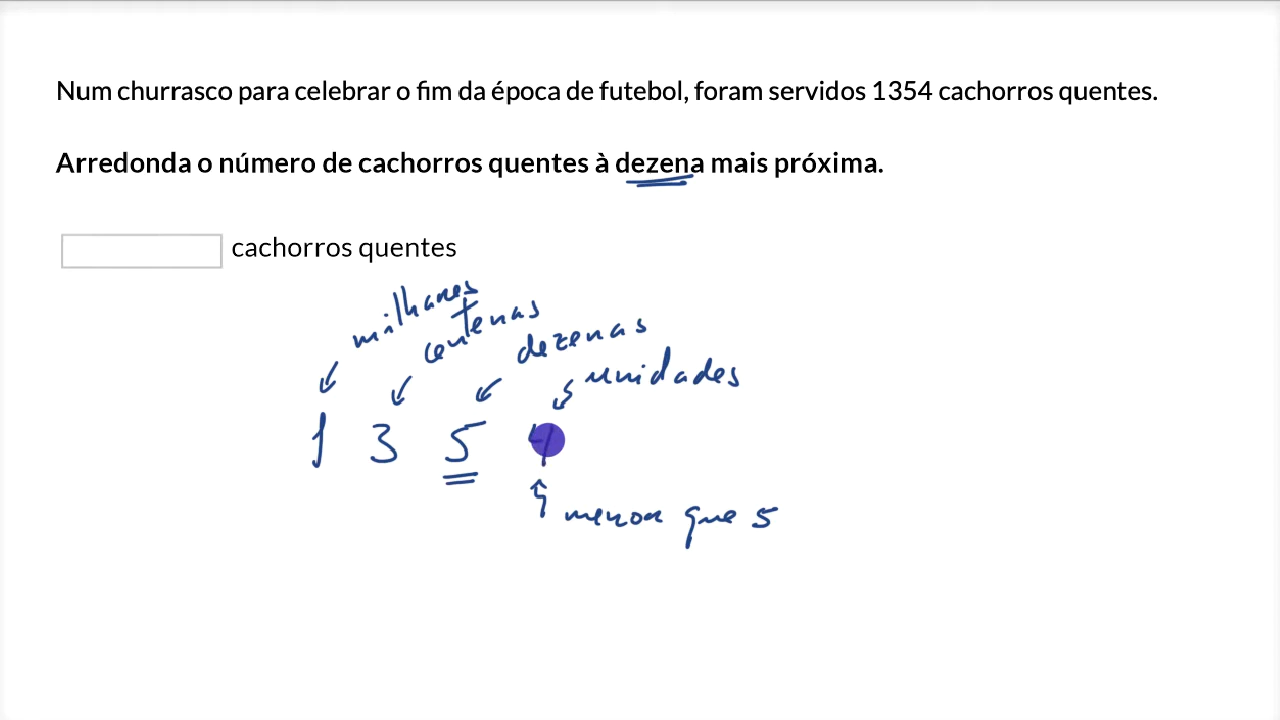 Num churrasco para celebrar o fim da época de futebol, foram servidos 1354 cachorros quentes.
Arredonda o número de cachorros quentes à dezena mais próxima.
cachorros quentes
milhares
centenas
dezenas
unidades
1 3 5 4
menor que 5